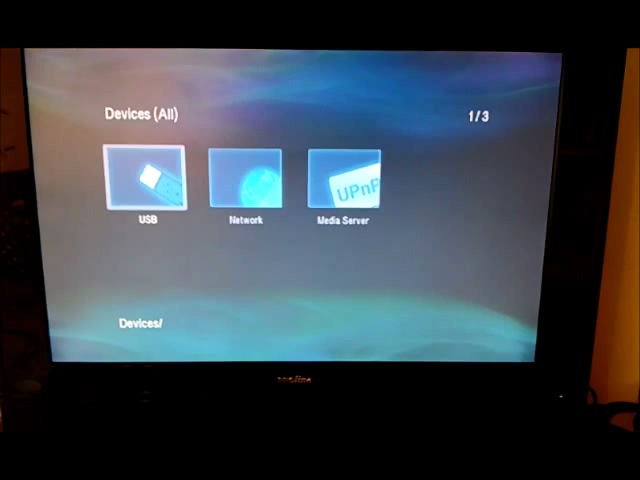 Devices (All)
1/3
UPnP
USB
Network
Media Server
Devices/